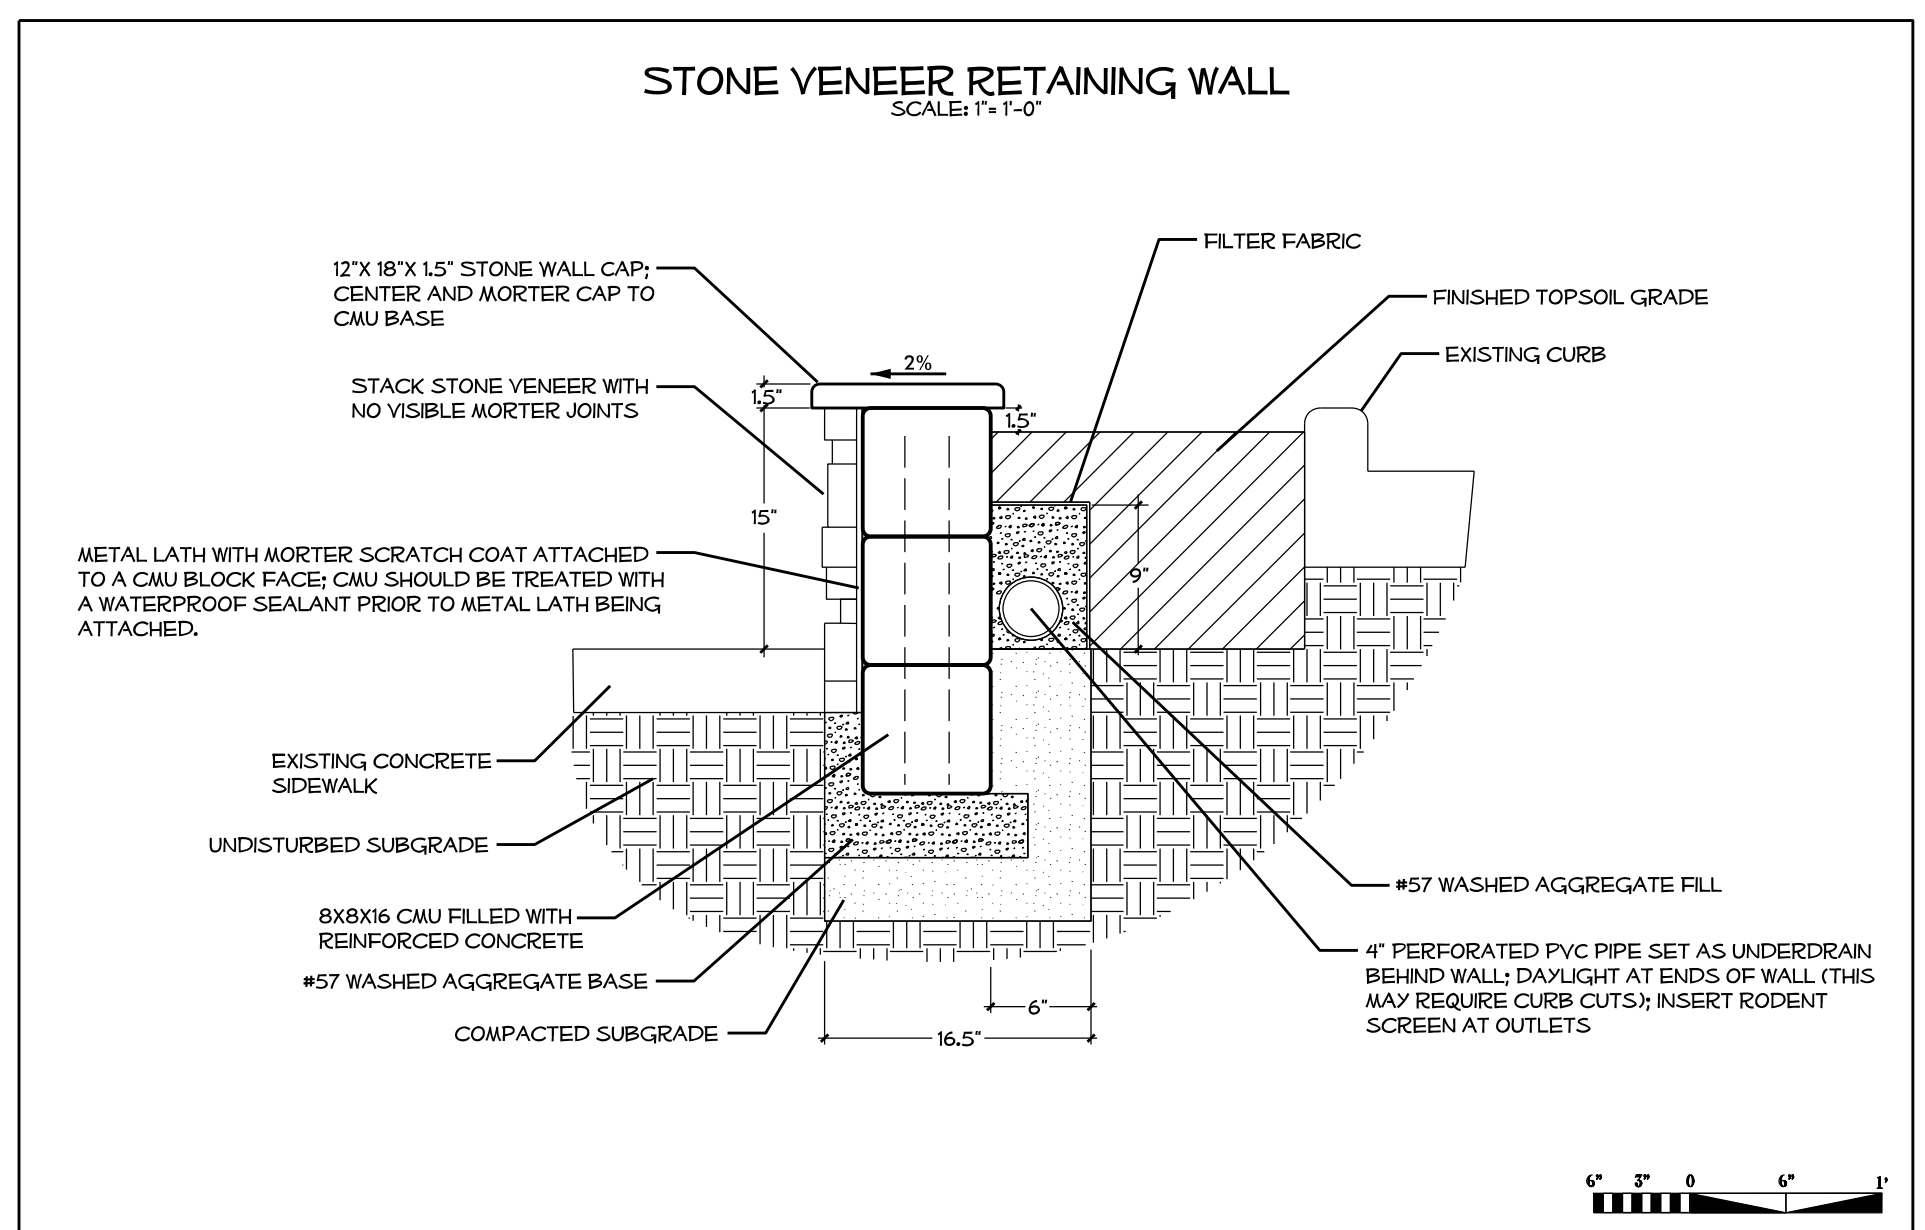 STONE VENEER RETAINING WALL
SCALE: 1"= 1'-0"
FILTER FABRIC
12"X 18"X 1.5" STONE WALL CAP;
CENTER AND MORTER CAP TO
CMU BASE
FINISHED TOPSOIL GRADE
EXISTING CURB
2%
STACK STONE VENEER WITH
NO VISIBLE MORTER JOINTS
1.5"
1.5"
15"
METAL LATH WITH MORTER SCRATCH COAT ATTACHED
TO A CMU BLOCK FACE; CMU SHOULD BE TREATED WITH
A WATERPROOF SEALANT PRIOR TO METAL LATH BEING
ATTACHED.
9"
EXISTING CONCRETE
SIDEWALK
UNDISTURBED SUBGRADE
#57 WASHED AGGREGATE FILL
8X8X16 CMU FILLED WITH
REINFORCED CONCRETE
#57 WASHED AGGREGATE BASE
4" PERFORATED PVC PIPE SET AS UNDERDRAIN
BEHIND WALL; DAYLIGHT AT ENDS OF WALL (THIS
MAY REQUIRE CURB CUTS); INSERT RODENT
SCREEN AT OUTLETS
COMPACTED SUBGRADE
6"
16.5"
6" 3" 0 6" 1'